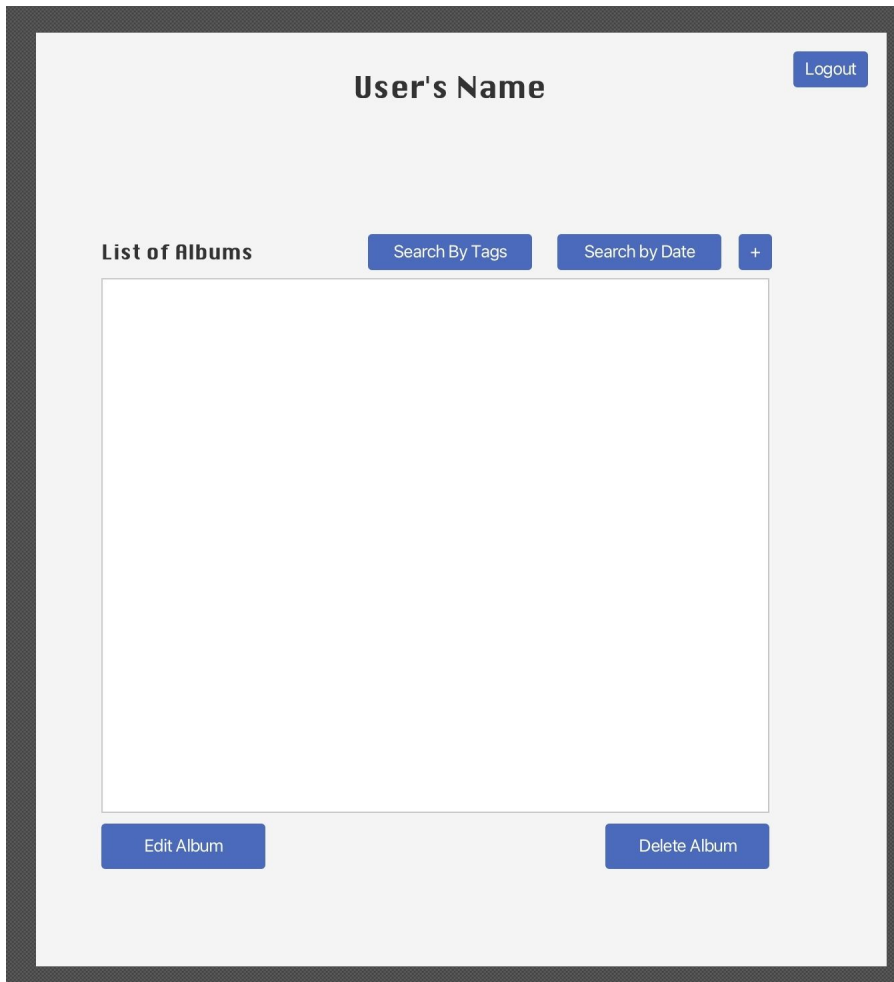 Logout
User's Name
List of Albums
Search By Tags
Search by Date
+
Edit Album
Delete Album